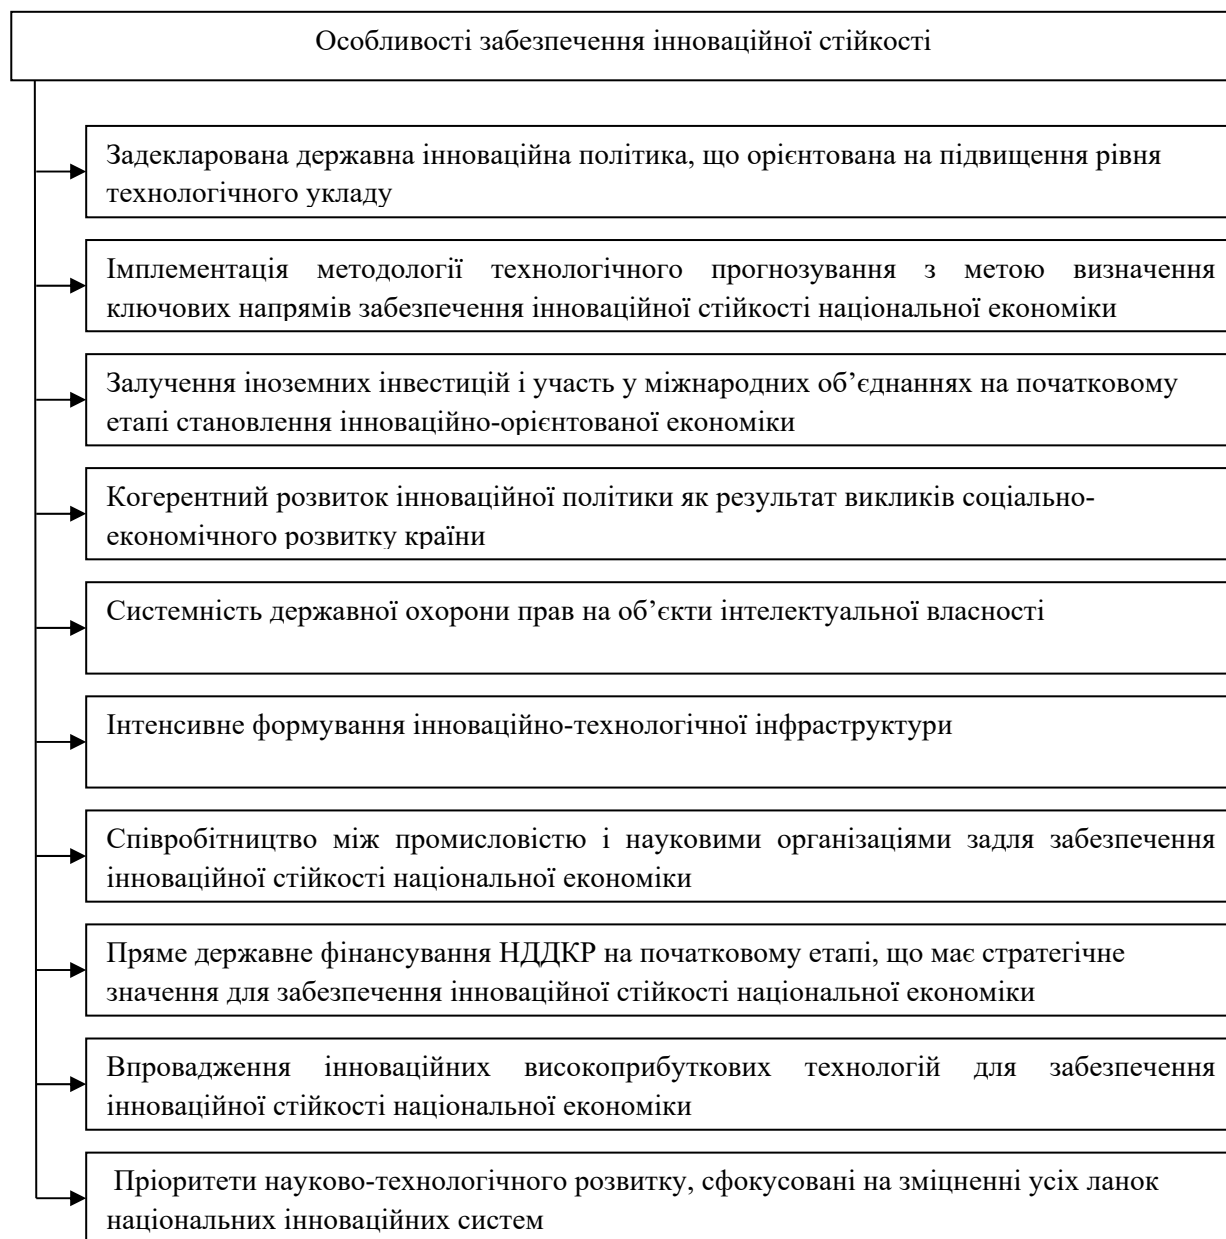 Особливості забезпечення інноваційної стійкості
Задекларована державна інноваційна політика, що орієнтована на підвищення рівня
технологічного укладу
Імплементація методології технологічного прогнозування з метою визначення
ключових напрямів забезпечення інноваційної стійкості національної економіки
Залучення іноземних інвестицій і участь у міжнародних об’єднаннях на початковому
етапі становлення інноваційно-орієнтованої економіки
Когерентний розвиток інноваційної політики як результат викликів соціально-
економічного розвитку країни
Системність державної охорони прав на об’єкти інтелектуальної власності
Інтенсивне формування інноваційно-технологічної інфраструктури
Співробітництво між промисловістю і науковими організаціями задля забезпечення
інноваційної стійкості національної економіки
Пряме державне фінансування НДДКР на початковому етапі, що має стратегічне
значення для забезпечення інноваційної стійкості національної економіки
Впровадження інноваційних високоприбуткових технологій для забезпечення
інноваційної стійкості національної економіки
Пріоритети науково-технологічного розвитку, сфокусовані на зміцненні усіх ланок
національних інноваційних систем